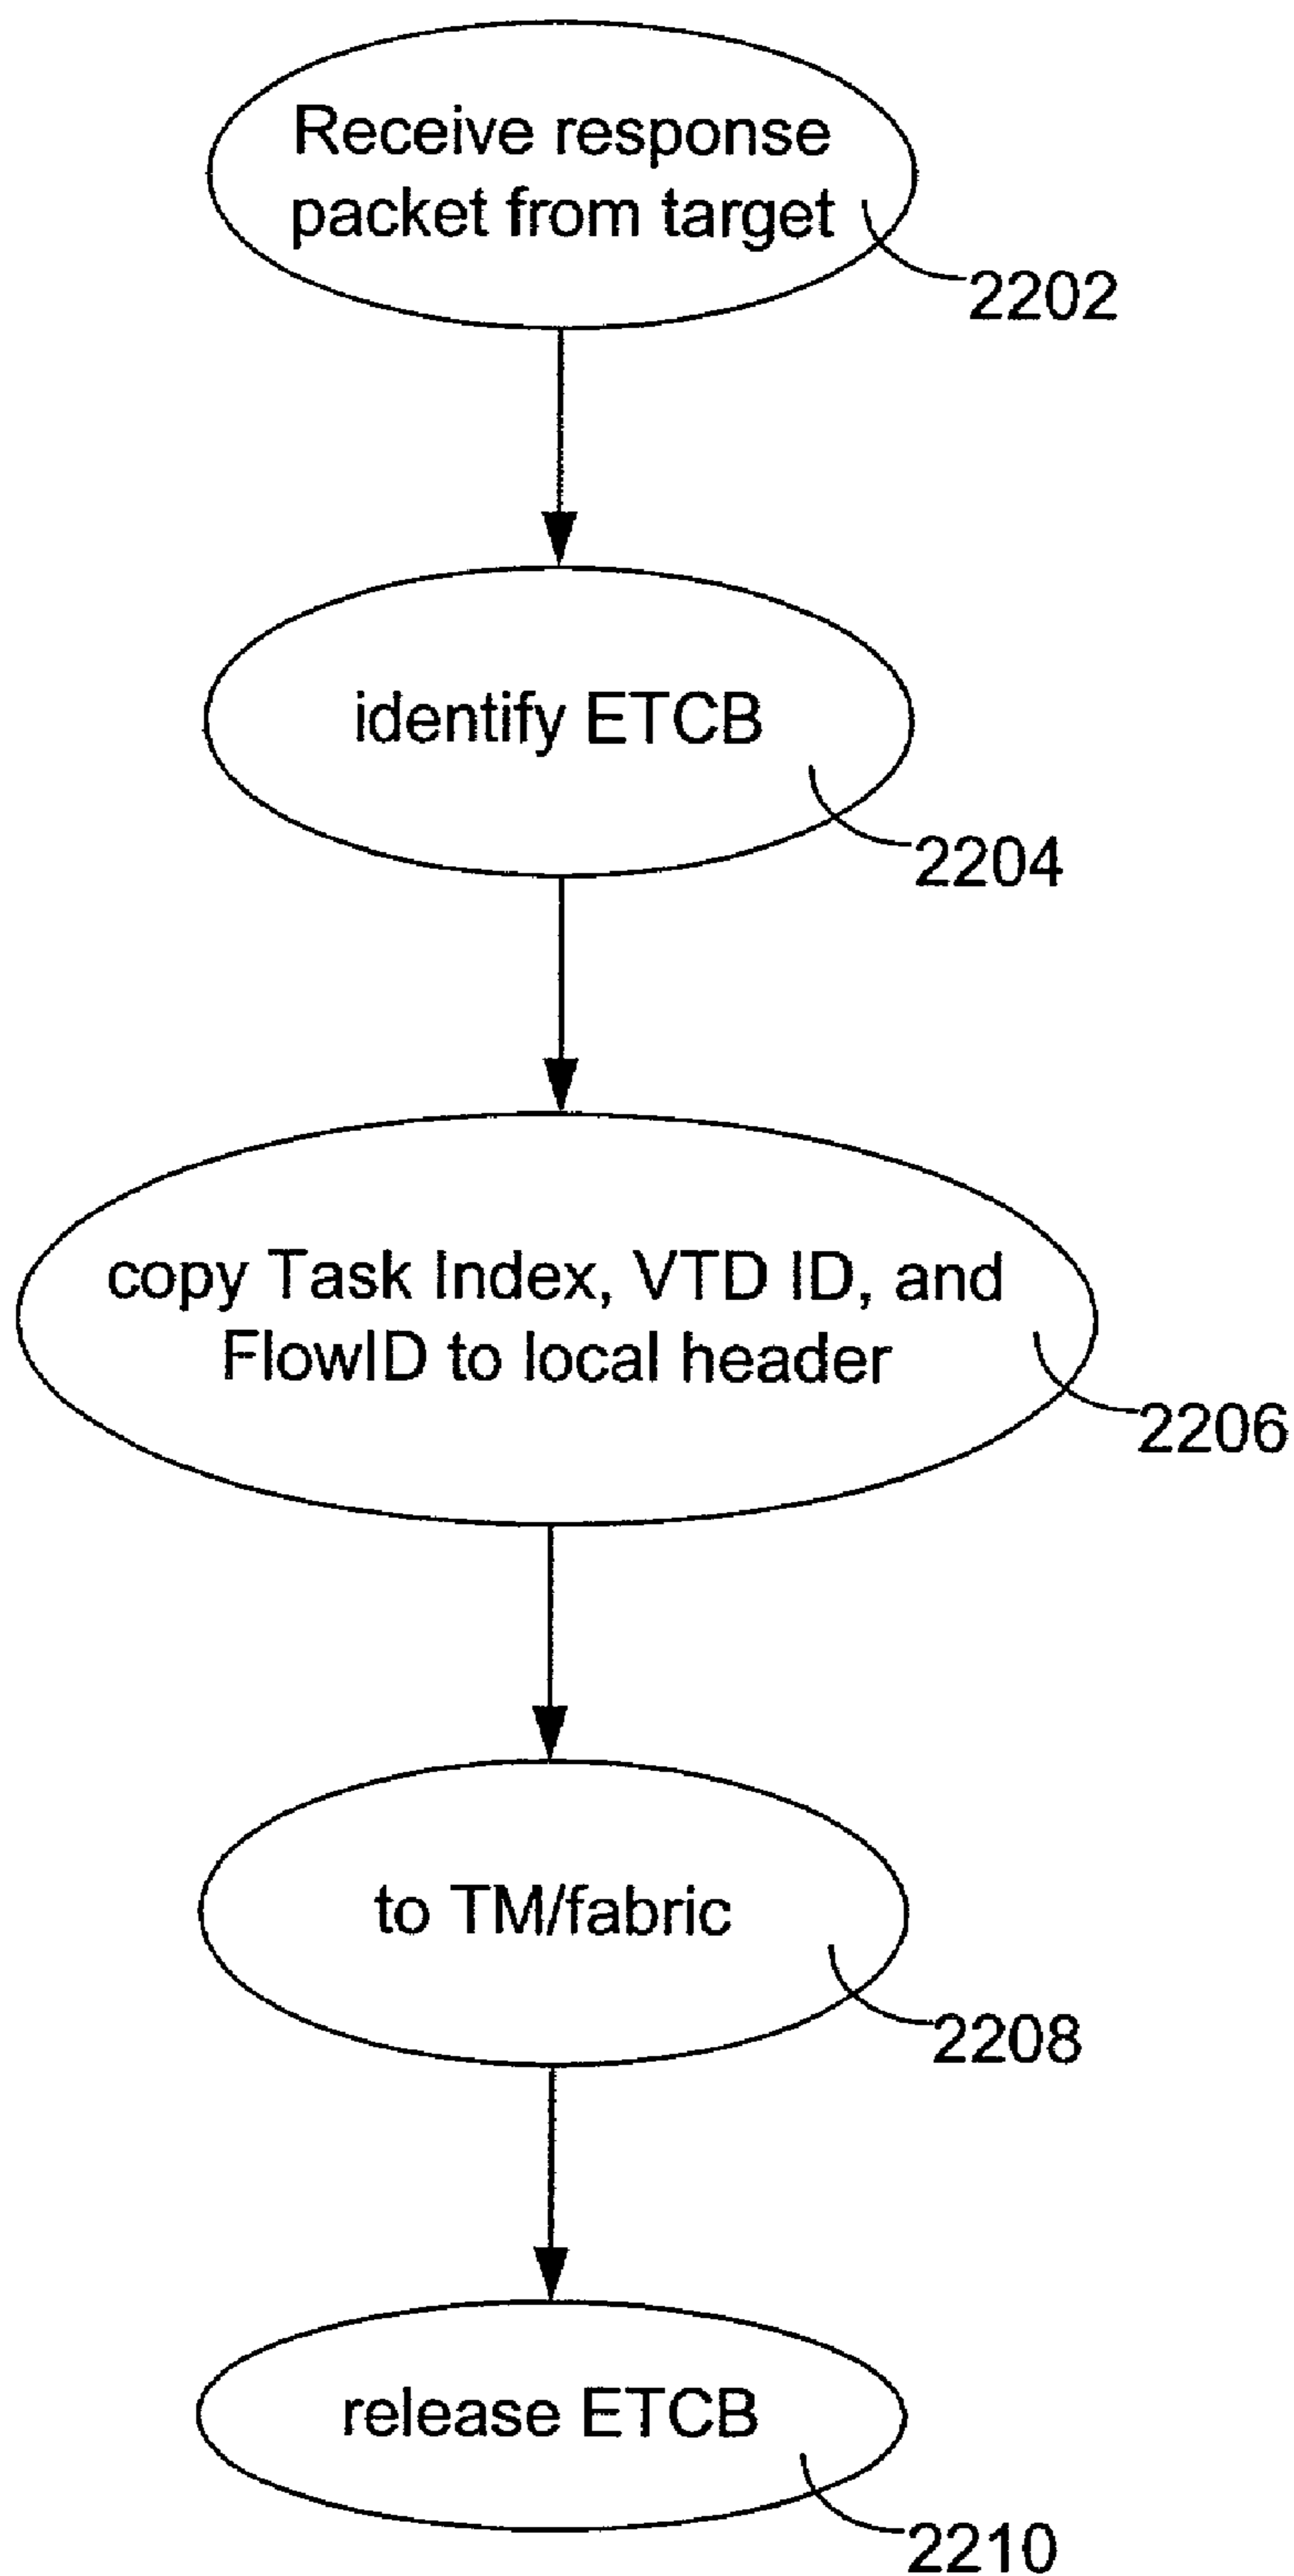 Receive response
packet from target
2202
identify ETCB
2204
copy Task Index, VTD ID, and
FlowID to local header
2206
to TM/fabric
2208
release ETCB
2210